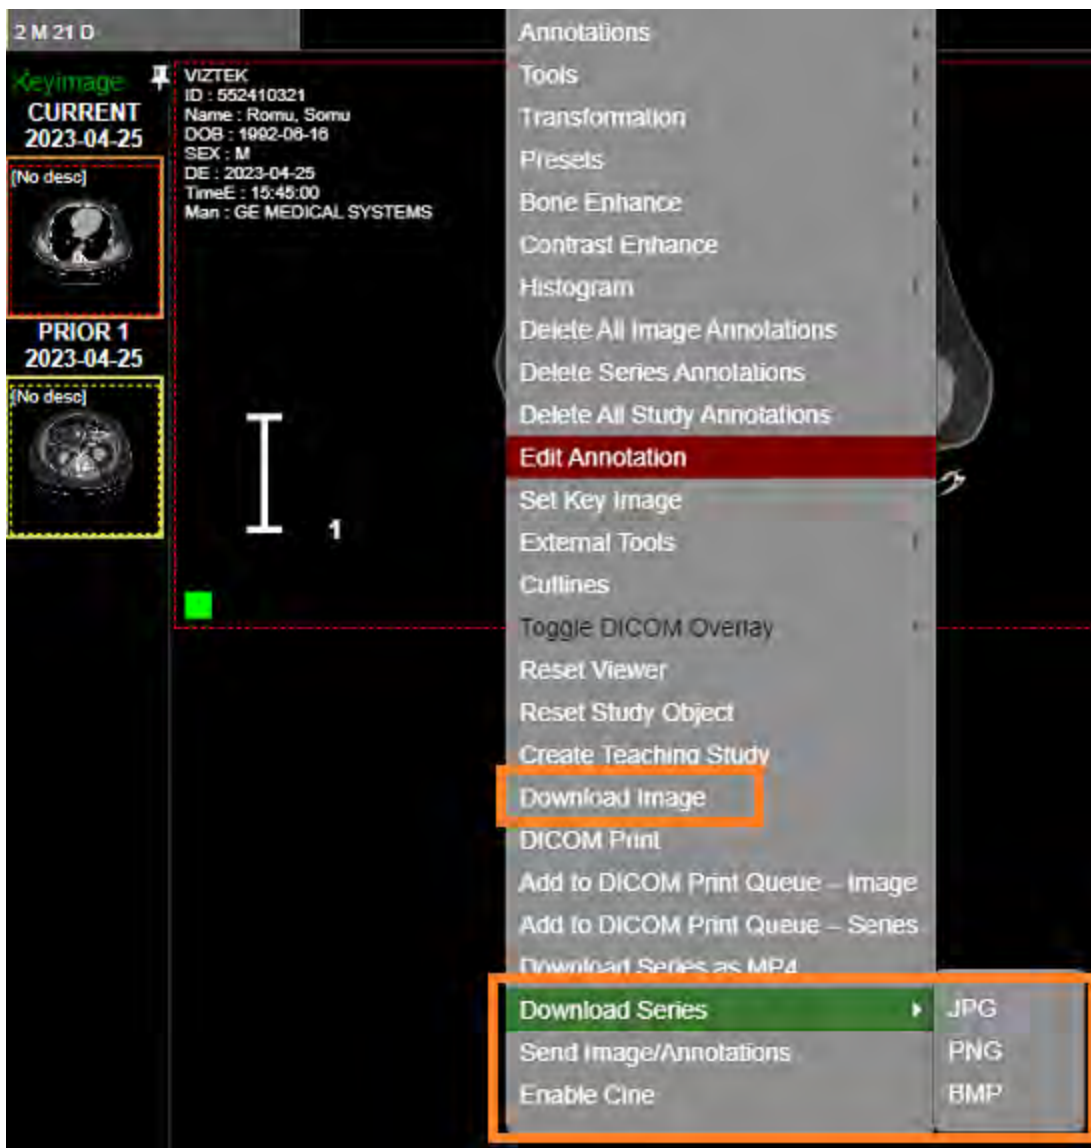 2 M 21 D
Keyimage
CURRENT
2023-04-25
[No desc]
PRIOR 1
2023-04-25
[No desc]
VIZTEK
ID : 552410321
Name : Romu, Somu
DOB : 1992-06-16
SEX : M
DE : 2023-04-25
TimeE : 15:45:00
Man : GE MEDICAL SYSTEMS
1
Annotations
Tools
Transformation
Presets
Bone Enhance
Contrast Enhance
Histogram
Delete All Image Annotations
Delete Series Annotations
Delete All Study Annotations
Edit Annotation
Set Key Image
External Tools
Cutlines
Toggle DICOM Overlay
Reset Viewer
Reset Study Object
Create Teaching Study
Download Image
DICOM Print
Add to DICOM Print Queue – Image
Add to DICOM Print Queue – Series
Download Series as MP4
Download Series
Send Image/Annotations
Enable Cine
JPG
PNG
BMP